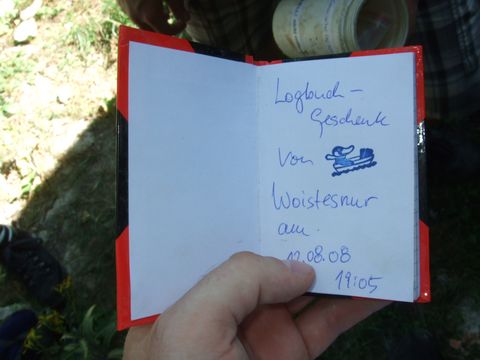 Logbuch-
Geschenk
von
Woistesnur
am.
12.08.08
19:05